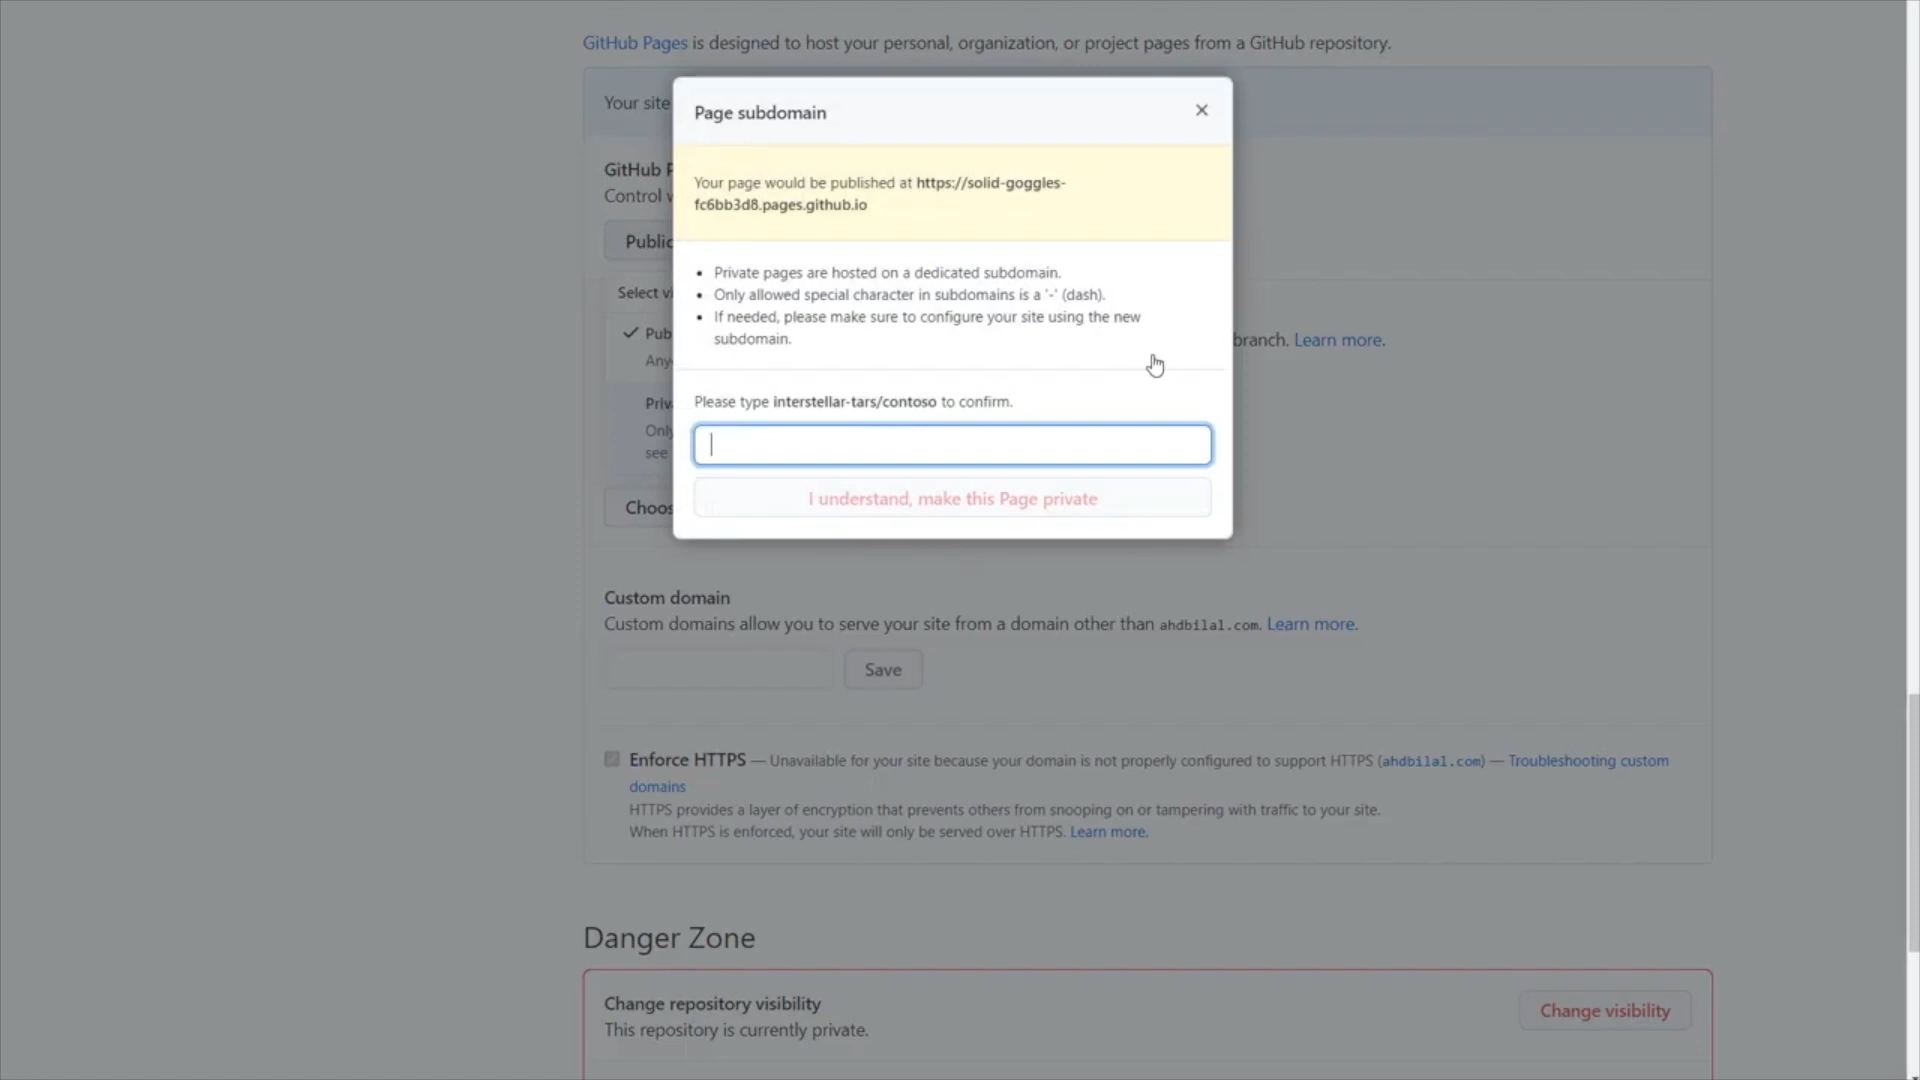 GitHub Pages is designed to host your personal, organization, or project pages from a GitHub repository.
Your site
Page subdomain
Your page would be published at https://solid-goggles-
fc6bb3d8.pages.github.io
GitHub P
Control
Public
Private pages are hosted on a dedicated subdomain.
Only allowed special character in subdomains is a '-' (dash).
If needed, please make sure to configure your site using the new
subdomain.
Select vi
Pub
Any
branch. Learn more.
Priv
Only
see
Please type interstellar-tars/contoso to confirm.
I understand, make this Page private
Choos
Custom domain
Custom domains allow you to serve your site from a domain other than ahdbilal.com. Learn more.
Save
Enforce HTTPS — Unavailable for your site because your domain is not properly configured to support HTTPS (ahdbilal.com) — Troubleshooting custom
domains
HTTPS provides a layer of encryption that prevents others from snooping on or tampering with traffic to your site.
When HTTPS is enforced, your site will only be served over HTTPS. Learn more.
Danger Zone
Change repository visibility
This repository is currently private.
Change visibility